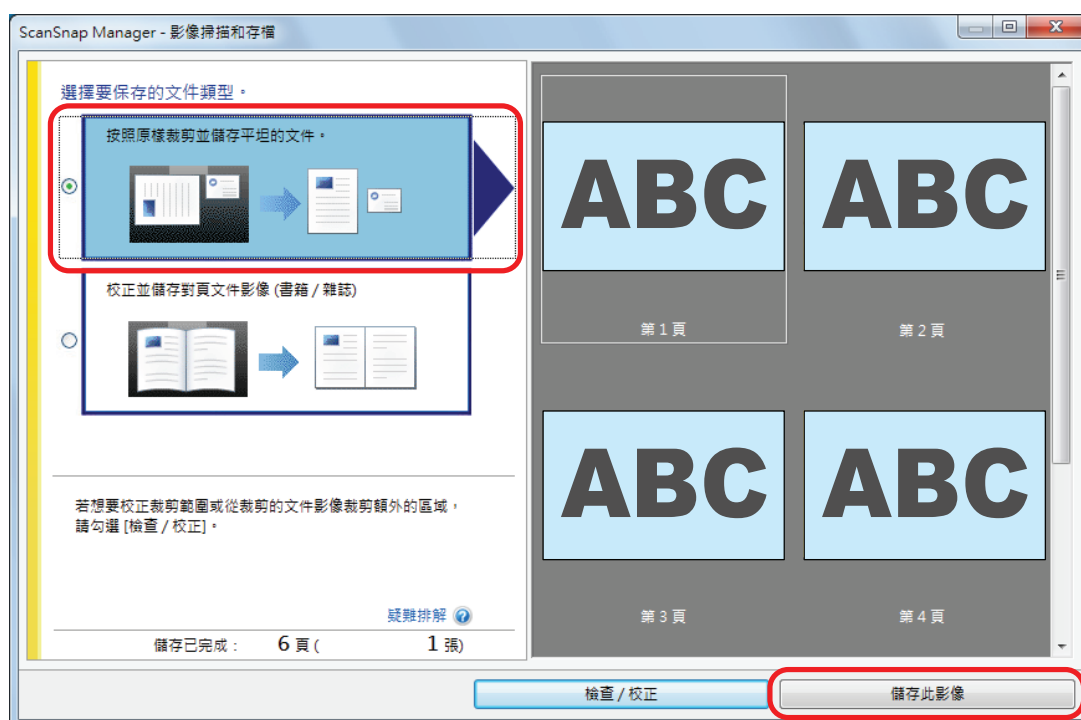 ScanSnap Manager - 影像掃描和存檔
選擇要保存的文件類型。
按照原樣裁剪並儲存平坦的文件。
校正並儲存對頁文件影像 (書籍 / 雜誌)
若想要校正裁剪範圍或從裁剪的文件影像裁剪額外的區域，
請勾選 [檢查 / 校正]。
疑難排解
儲存已完成： 6 頁 ( 1 張)
ABC
ABC
第 1 頁
第 2 頁
ABC
ABC
第 3 頁
第 4 頁
檢查 / 校正
儲存此影像